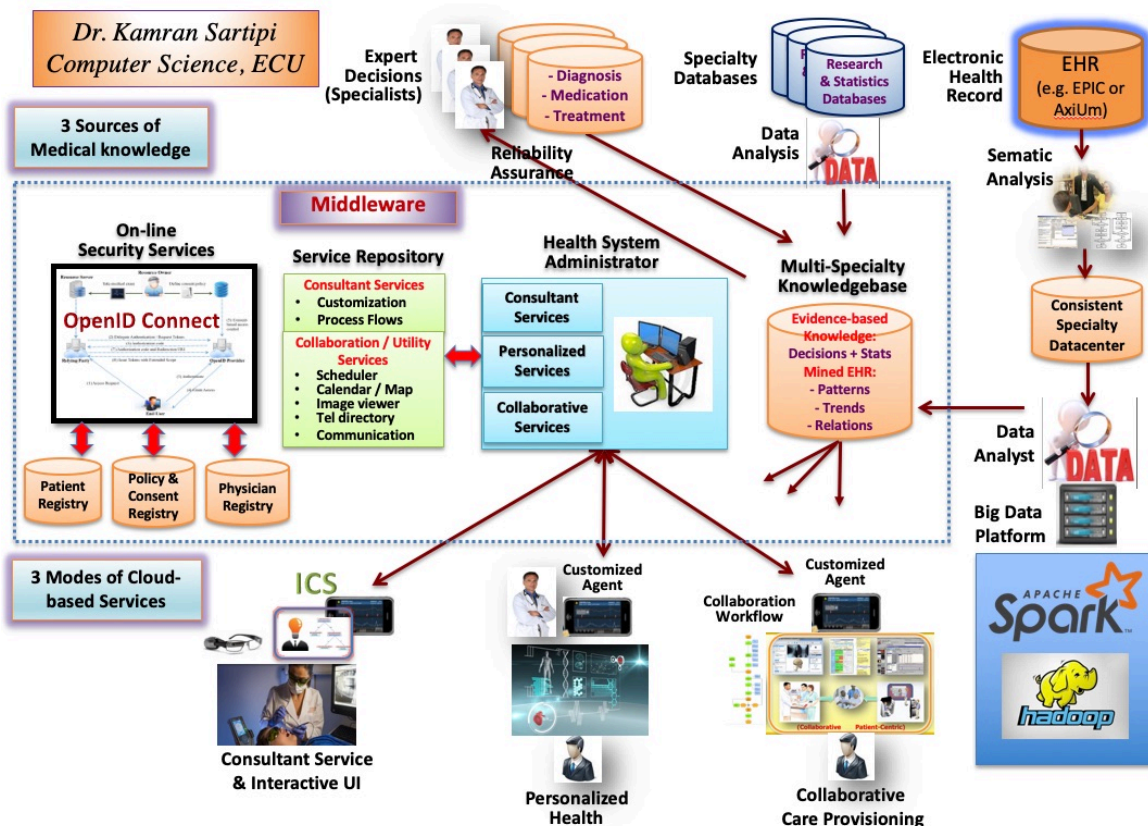 Dr. Kamran Sartipi
Computer Science, ECU
Expert
Decisions
(Specialists)
- Diagnosis
- Medication
- Treatment
Specialty
Databases
Research
& Statistics
Databases
Electronic
Health
Record
EHR
(e.g. EPIC or
AxiUm)
3 Sources of
Medical knowledge
Reliability
Assurance
Data
Analysis
DATA
Sematic
Analysis
Middleware
On-line
Security Services
Resource Owner
OpenID Connect
Service Repository
Consultant Services
• Customization
• Process Flows
Collaboration / Utility
Services
• Scheduler
• Calendar / Map
• Image viewer
• Tel directory
• Communication
Health System
Administrator
Consultant
Services
Personalized
Services
Collaborative
Services
Multi-Specialty
Knowledgebase
Evidence-based
Knowledge:
Decisions + Stats
Mined EHR:
- Patterns
- Trends
- Relations
Consistent
Specialty
Datacenter
Data
Analyst
DATA
Big Data
Platform
Patient
Registry
Policy &
Consent
Registry
Physician
Registry
3 Modes of Cloud-
based Services
ICS
Customized
Agent
Collaboration
Workflow
Customized
Agent
(Collaborative Patient-Centric)
APACHE
Spark™
hadoop
Consultant Service
& Interactive UI
Personalized
Health
Collaborative
Care Provisioning